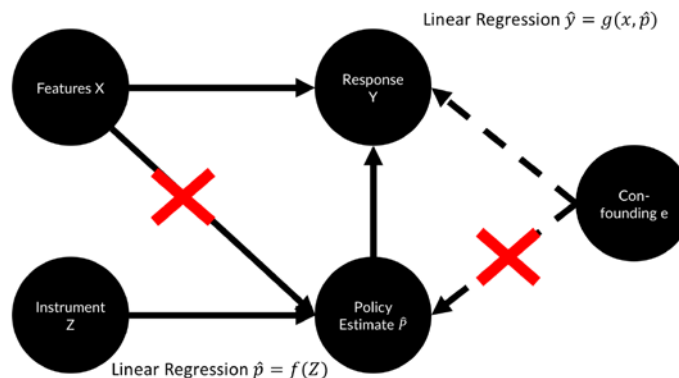 Linear Regression ŷ = g(x, p̂)
Features X
Response
Y
Con-
founding e
Instrument
Z
Policy
Estimate P̂
Linear Regression p̂ = f(Z)